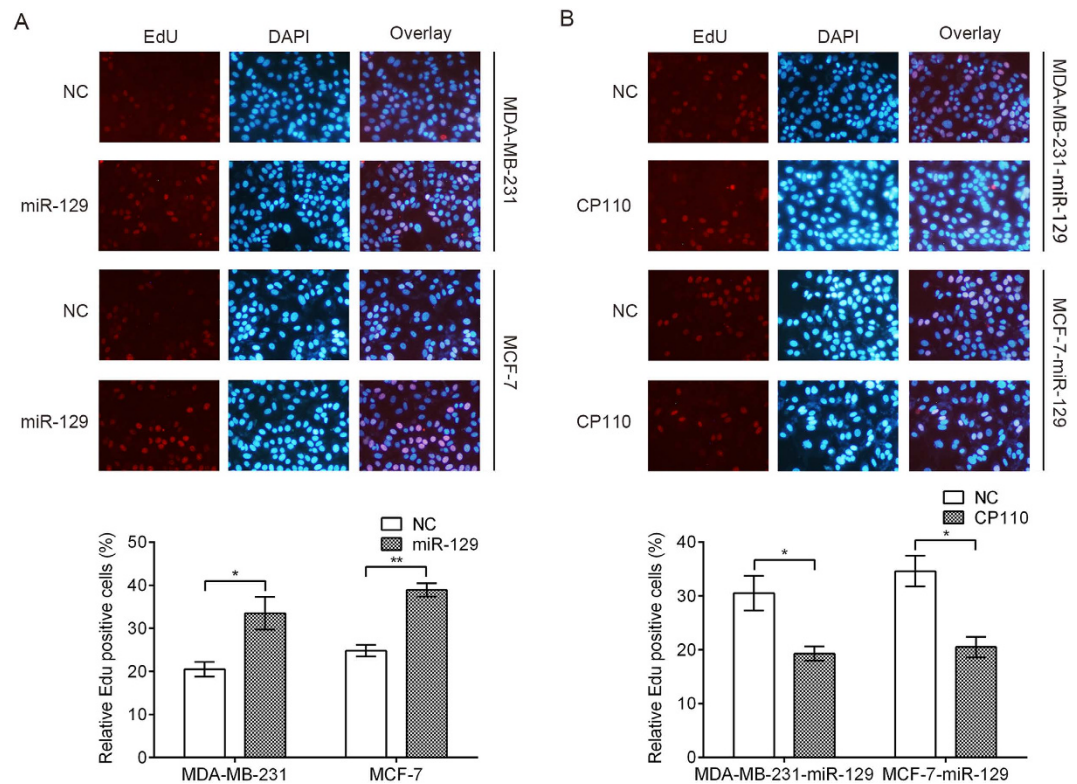 A
EdU DAPI Overlay
NC
miR-129
MDA-MB-231
NC
miR-129
MCF-7
NC
miR-129
* **
Relative Edu positive cells (%)
50
40
30
20
10
0
MDA-MB-231 MCF-7
B
EdU DAPI Overlay
NC
CP110
MDA-MB-231-miR-129
NC
CP110
MCF-7-miR-129
NC
CP110
* *
Relative Edu positive cells (%)
40
30
20
10
0
MDA-MB-231-miR-129 MCF-7-miR-129